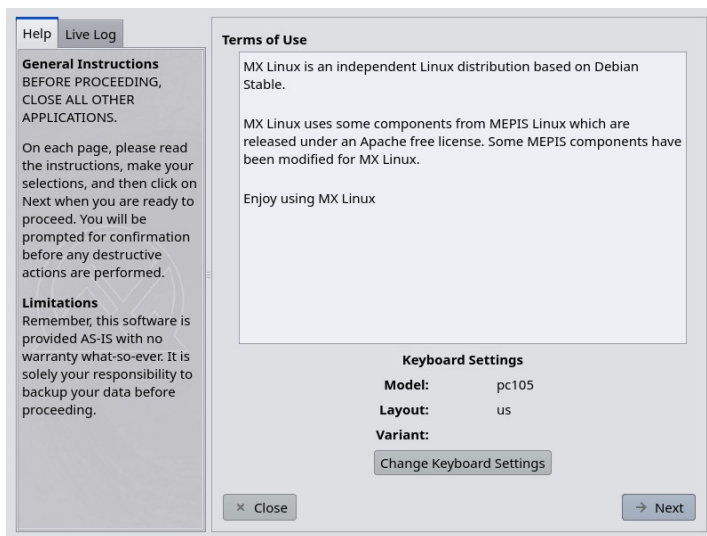 Help
Live Log
General Instructions
BEFORE PROCEEDING,
CLOSE ALL OTHER
APPLICATIONS.
On each page, please read
the instructions, make your
selections, and then click on
Next when you are ready to
proceed. You will be
prompted for confirmation
before any destructive
actions are performed.
Limitations
Remember, this software is
provided AS-IS with no
warranty what-so-ever. It is
solely your responsibility to
backup your data before
proceeding.
Terms of Use
MX Linux is an independent Linux distribution based on Debian
Stable.
MX Linux uses some components from MEPIS Linux which are
released under an Apache free license. Some MEPIS components have
been modified for MX Linux.
Enjoy using MX Linux
Keyboard Settings
Model: pc105
Layout: us
Variant:
Change Keyboard Settings
Close
Next